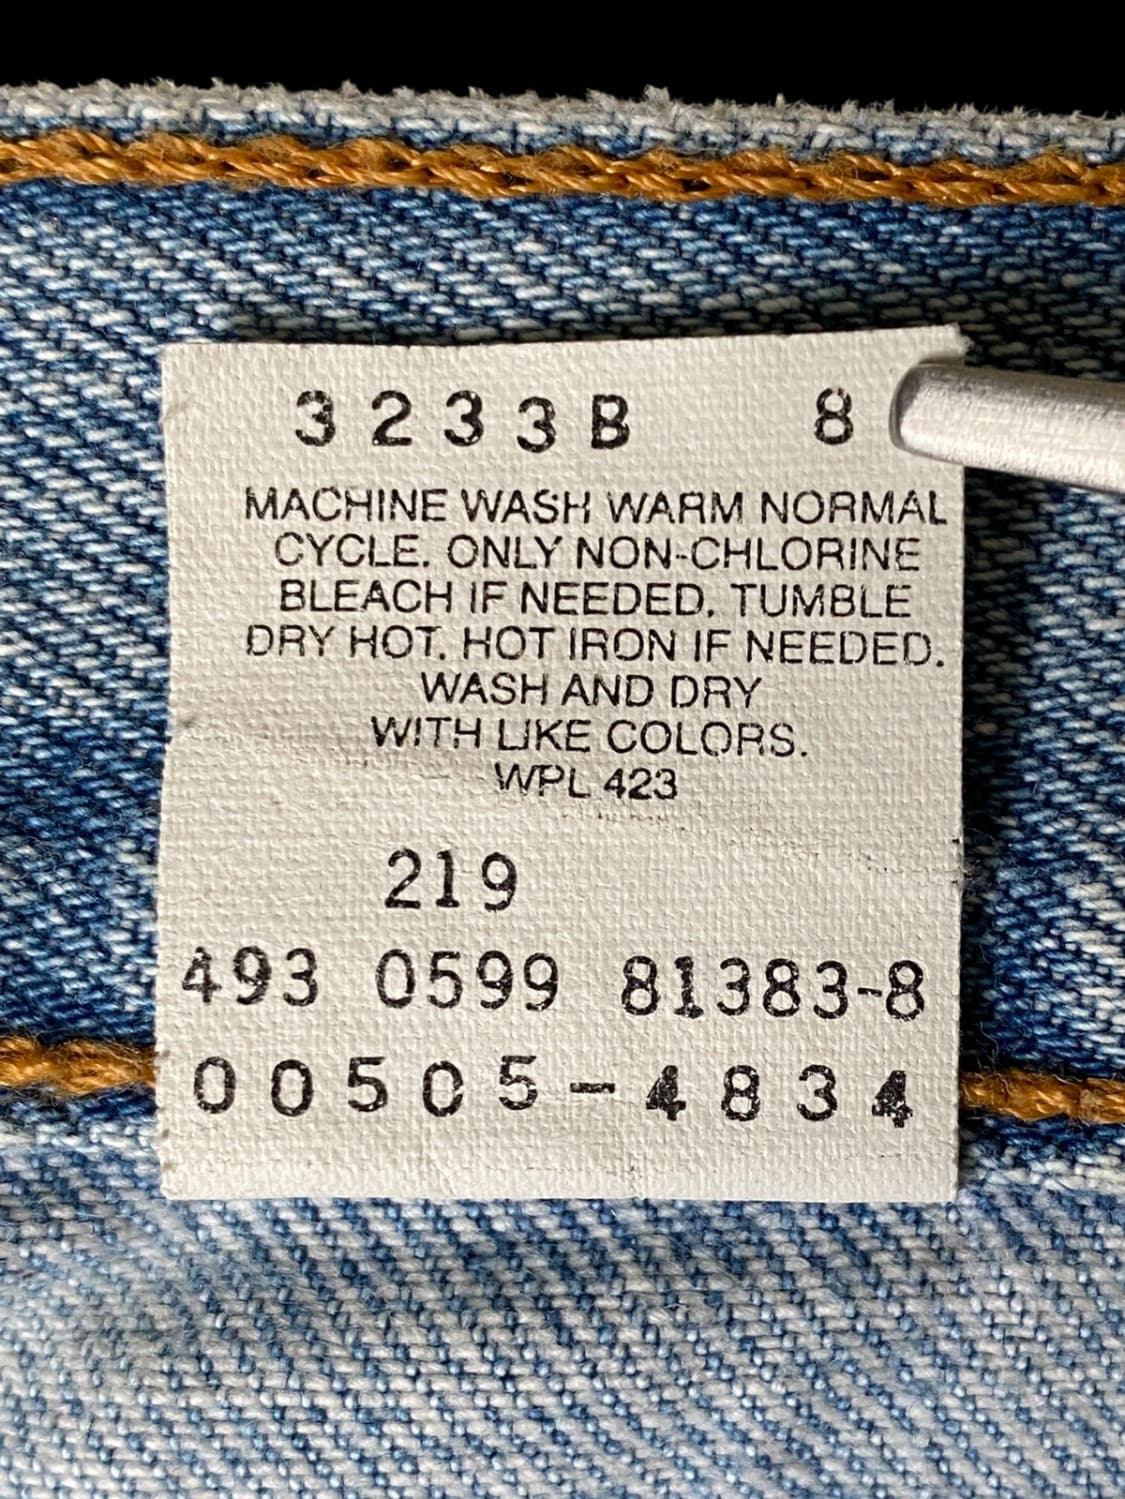 3233B 8
MACHINE WASH WARM NORMAL
CYCLE. ONLY NON-CHLORINE
BLEACH IF NEEDED. TUMBLE
DRY HOT. HOT IRON IF NEEDED.
WASH AND DRY
WITH LIKE COLORS.
WPL 423
219
493 0599 81383-8
00505-4834